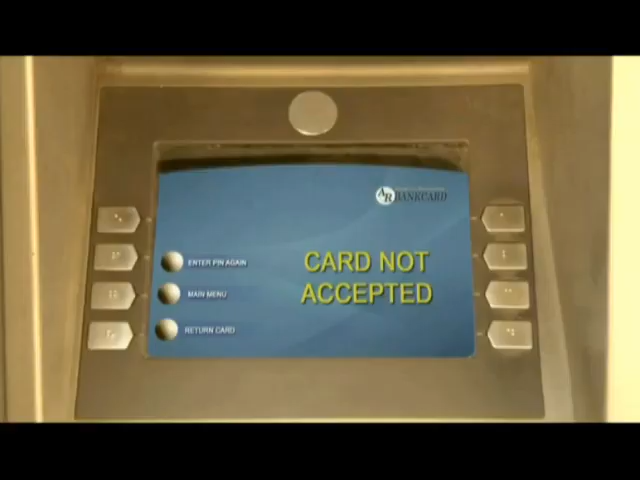 AR BANKCARD
ENTER PIN AGAIN
MAIN MENU
RETURN CARD
CARD NOT
ACCEPTED